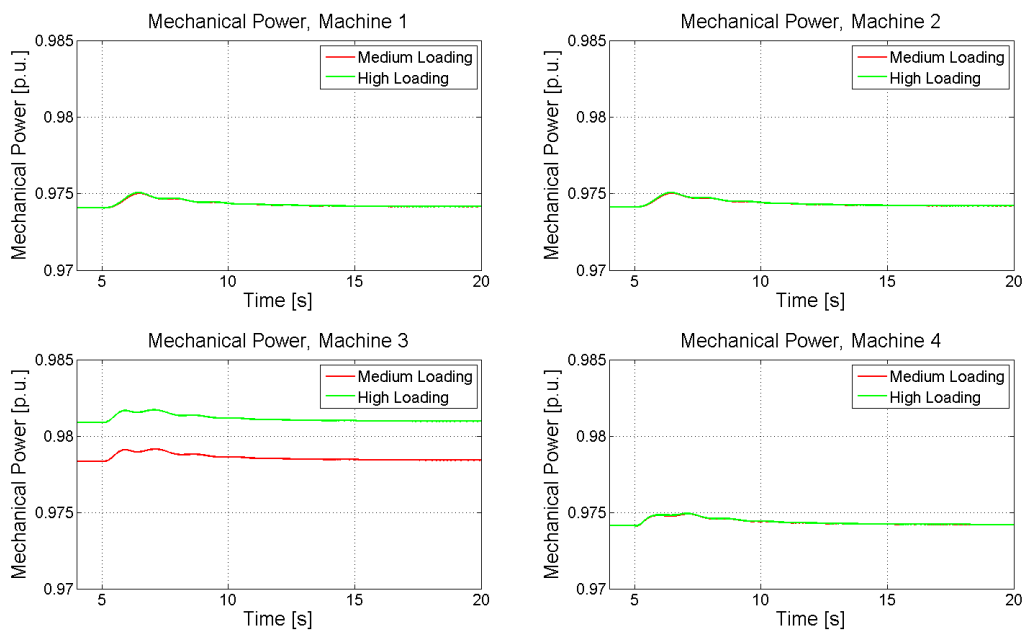 Mechanical Power, Machine 1
Mechanical Power [p.u.]
0.985
0.98
0.975
0.97
Medium Loading
High Loading
5 10 15 20
Time [s]
Mechanical Power, Machine 2
Mechanical Power [p.u.]
0.985
0.98
0.975
0.97
Medium Loading
High Loading
5 10 15 20
Time [s]
Mechanical Power, Machine 3
Mechanical Power [p.u.]
0.985
0.98
0.975
0.97
Medium Loading
High Loading
5 10 15 20
Time [s]
Mechanical Power, Machine 4
Mechanical Power [p.u.]
0.985
0.98
0.975
0.97
Medium Loading
High Loading
5 10 15 20
Time [s]